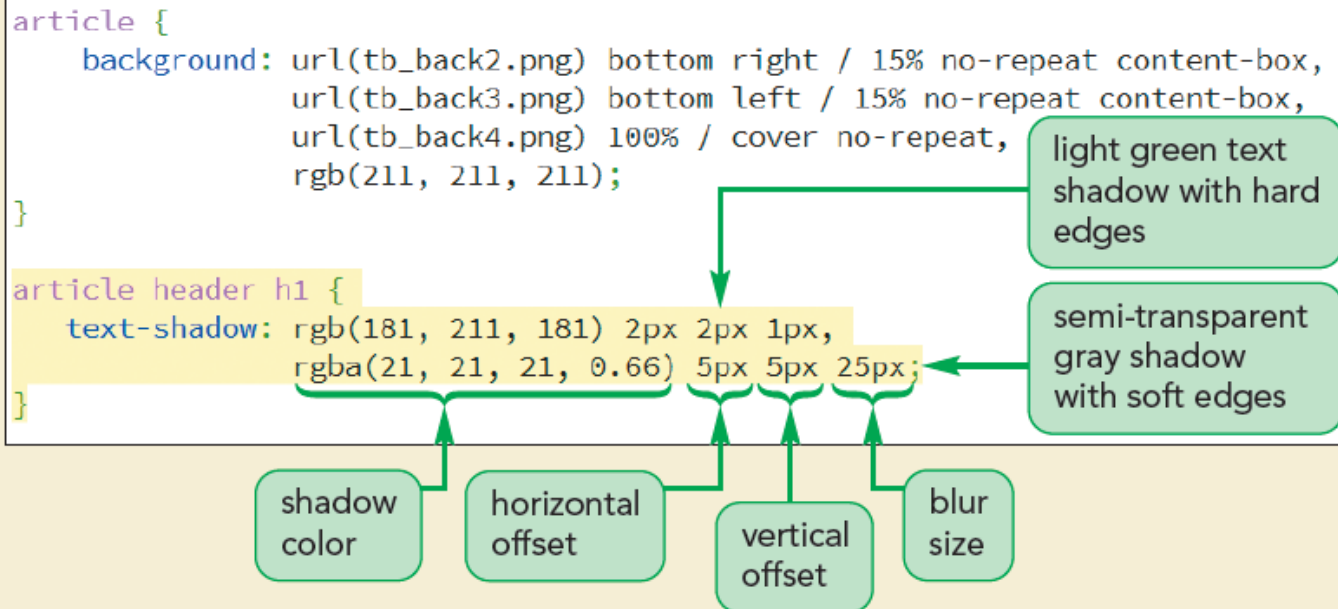 article {
background: url(tb_back2.png) bottom right / 15% no-repeat content-box,
url(tb_back3.png) bottom left / 15% no-repeat content-box,
url(tb_back4.png) 100% / cover no-repeat,
rgb(211, 211, 211);
}
light green text
shadow with hard
edges
article header h1 {
text-shadow: rgb(181, 211, 181) 2px 2px 1px,
rgba(21, 21, 21, 0.66) 5px 5px 25px;
}
semi-transparent
gray shadow
with soft edges
shadow
color
horizontal
offset
vertical
offset
blur
size